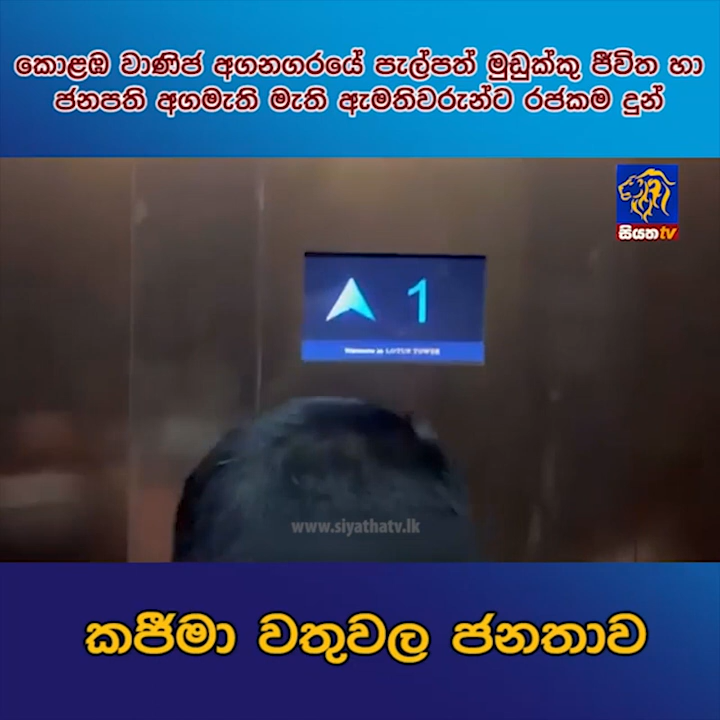 කොළඹ වාණිජ අගනගරයේ පැල්පත් මුඩුක්කු ජීවිත හා
ජනපති අගමැති මැති ඇමතිවරුන්ට රජකම දුන්
සියත tv
1
Welcome to LOTUS TOWER
www.siyathatv.lk
කජීමා වතුවල ජනතාව